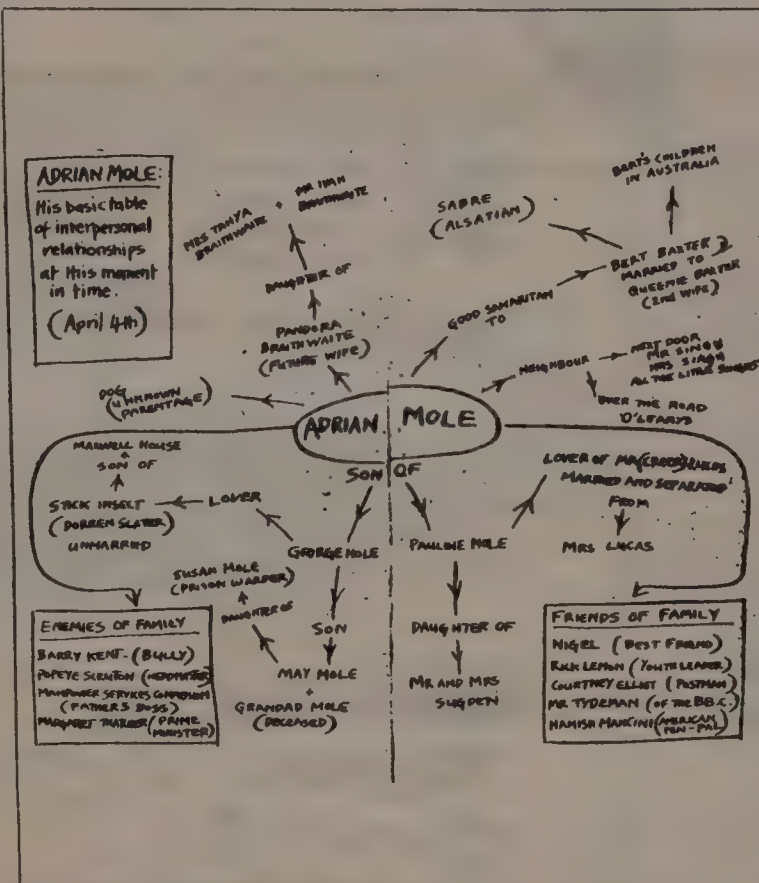 ADRIAN MOLE:
His basic table
of interpersonal
relationships
at this moment
in time.
(April 4th)
MRS TANYA
BRAITHWAITE
+
MR IVAN
BRAITHWAITE
DAUGHTER OF
PANDORA
BRAITHWAITE
(FUTURE WIFE)
SABRE
(ALSATIAN)
BERT'S CHILDREN
IN AUSTRALIA
BERT BAXTER
MARRIED TO
QUEENIE BAXTER
(2ND WIFE)
GOOD SAMARITAN
TO
NEIGHBOUR
NEXT DOOR
MR SINGH
MRS SINGH
ALL THE LITTLE SINGHS
OVER THE ROAD
O'LEARYS
DOG
(UNKNOWN
PARENTAGE)
ADRIAN MOLE
SON OF
MAXWELL HOUSE
+
SON OF
STICK INSECT
(DOREEN SLATER)
UNMARRIED
LOVER
GEORGE MOLE
PAULINE MOLE
LOVER OF MR (CREEP) LUCAS
MARRIED AND SEPARATED
FROM
MRS LUCAS
SUSAN MOLE
(PRISON WARDER)
DAUGHTER OF
SON
MAY MOLE
+
GRANDAD MOLE
(DECEASED)
DAUGHTER OF
MR AND MRS
SUGDEN
ENEMIES OF FAMILY
BARRY KENT - (BULLY)
POPEYE SCRUTON (HEADMASTER)
MANPOWER SERVICES COMMISSION
(FATHER'S BOSS)
MARGARET THATCHER (PRIME
MINISTER)
FRIENDS OF FAMILY
NIGEL (BEST FRIEND)
RICK LEMON (YOUTH LEADER)
COURTNEY ELLIOT (POSTMAN)
MR TYDEMAN (OF THE B.B.C.)
HAMISH MANCINI (AMERICAN
PEN-PAL)